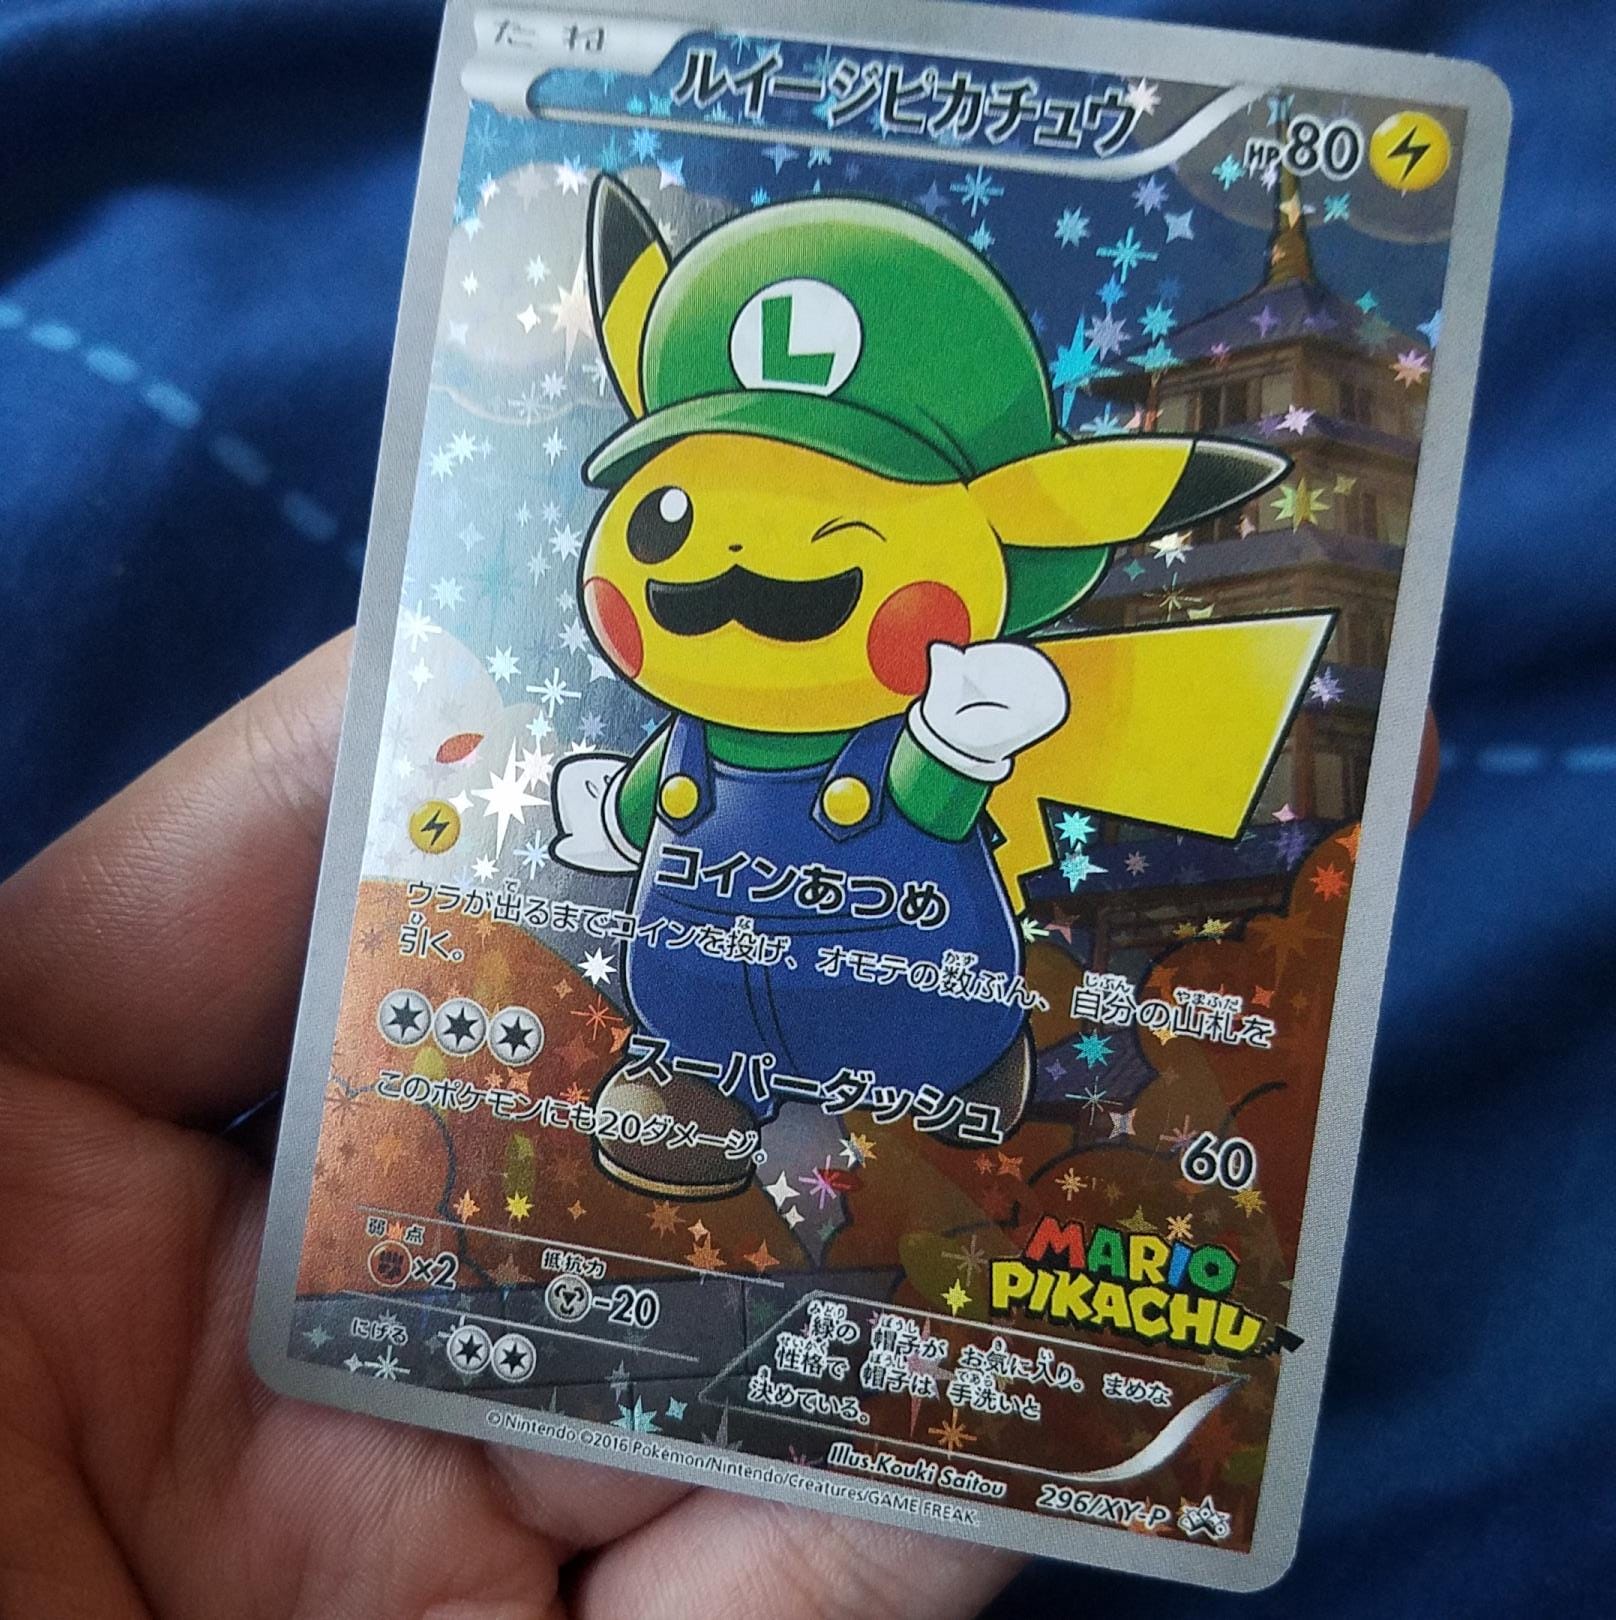 たね
ルイージピカチュウ
HP80
L
コインあつめ
ウラが出るまでコインを投げ、オモテの数ぶん、自分の山札を
引く。
スーパーダッシュ
60
このポケモンにも20ダメージ。
MARIO
PIKACHU
弱点
×2
抵抗力
-20
にげる
緑の 帽子が お気に入り。 まめな
性格で 帽子は 手洗いと
決めている。
Illus.Kouki Saitou
©Nintendo ©2016 Pokémon/Nintendo/Creatures/GAME FREAK.
296/XY-P